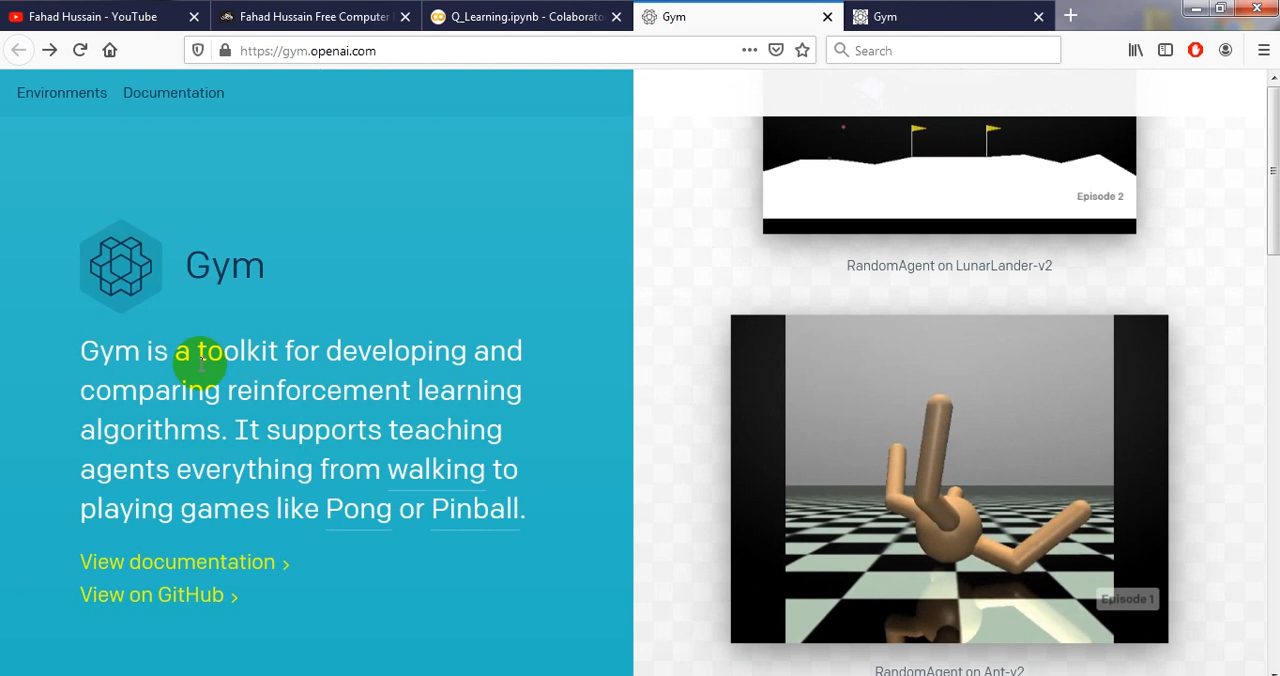 Fahad Hussain - YouTube
Fahad Hussain Free Computer
Q_Learning.ipynb - Colaborato
Gym
Gym
https://gym.openai.com
Search
Environments Documentation
Gym
Gym is a toolkit for developing and
comparing reinforcement learning
algorithms. It supports teaching
agents everything from walking to
playing games like Pong or Pinball.
View documentation >
View on GitHub >
Episode 2
RandomAgent on LunarLander-v2
Episode 1
RandomAgent on Ant-v2